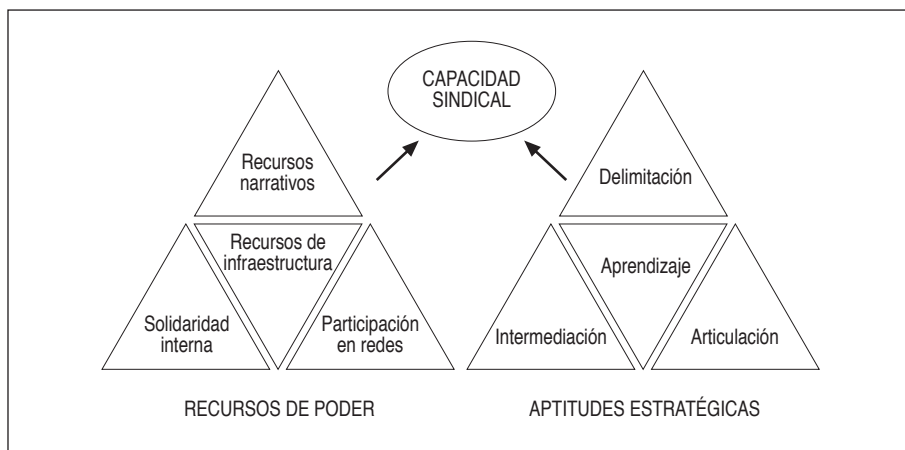 CAPACIDAD
SINDICAL
Recursos
narrativos
Delimitación
Recursos de
infraestructura
Aprendizaje
Solidaridad
interna
Participación
en redes
Intermediación
Articulación
RECURSOS DE PODER
APTITUDES ESTRATÉGICAS